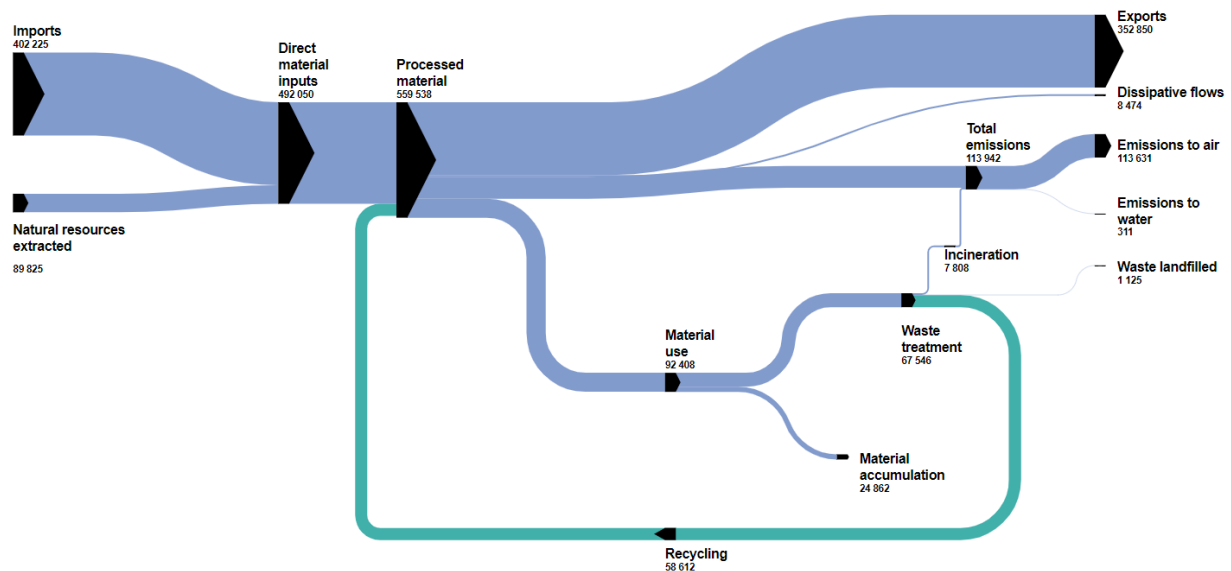 Imports
402 225
Direct
material
inputs
492 050
Processed
material
559 538
Exports
352 850
Dissipative flows
8 474
Total
emissions
113 942
Emissions to air
113 631
Emissions to
water
311
Natural resources
extracted
89 825
Incineration
7 808
Waste landfilled
1 125
Material
use
92 408
Waste
treatment
67 546
Material
accumulation
24 862
Recycling
58 612